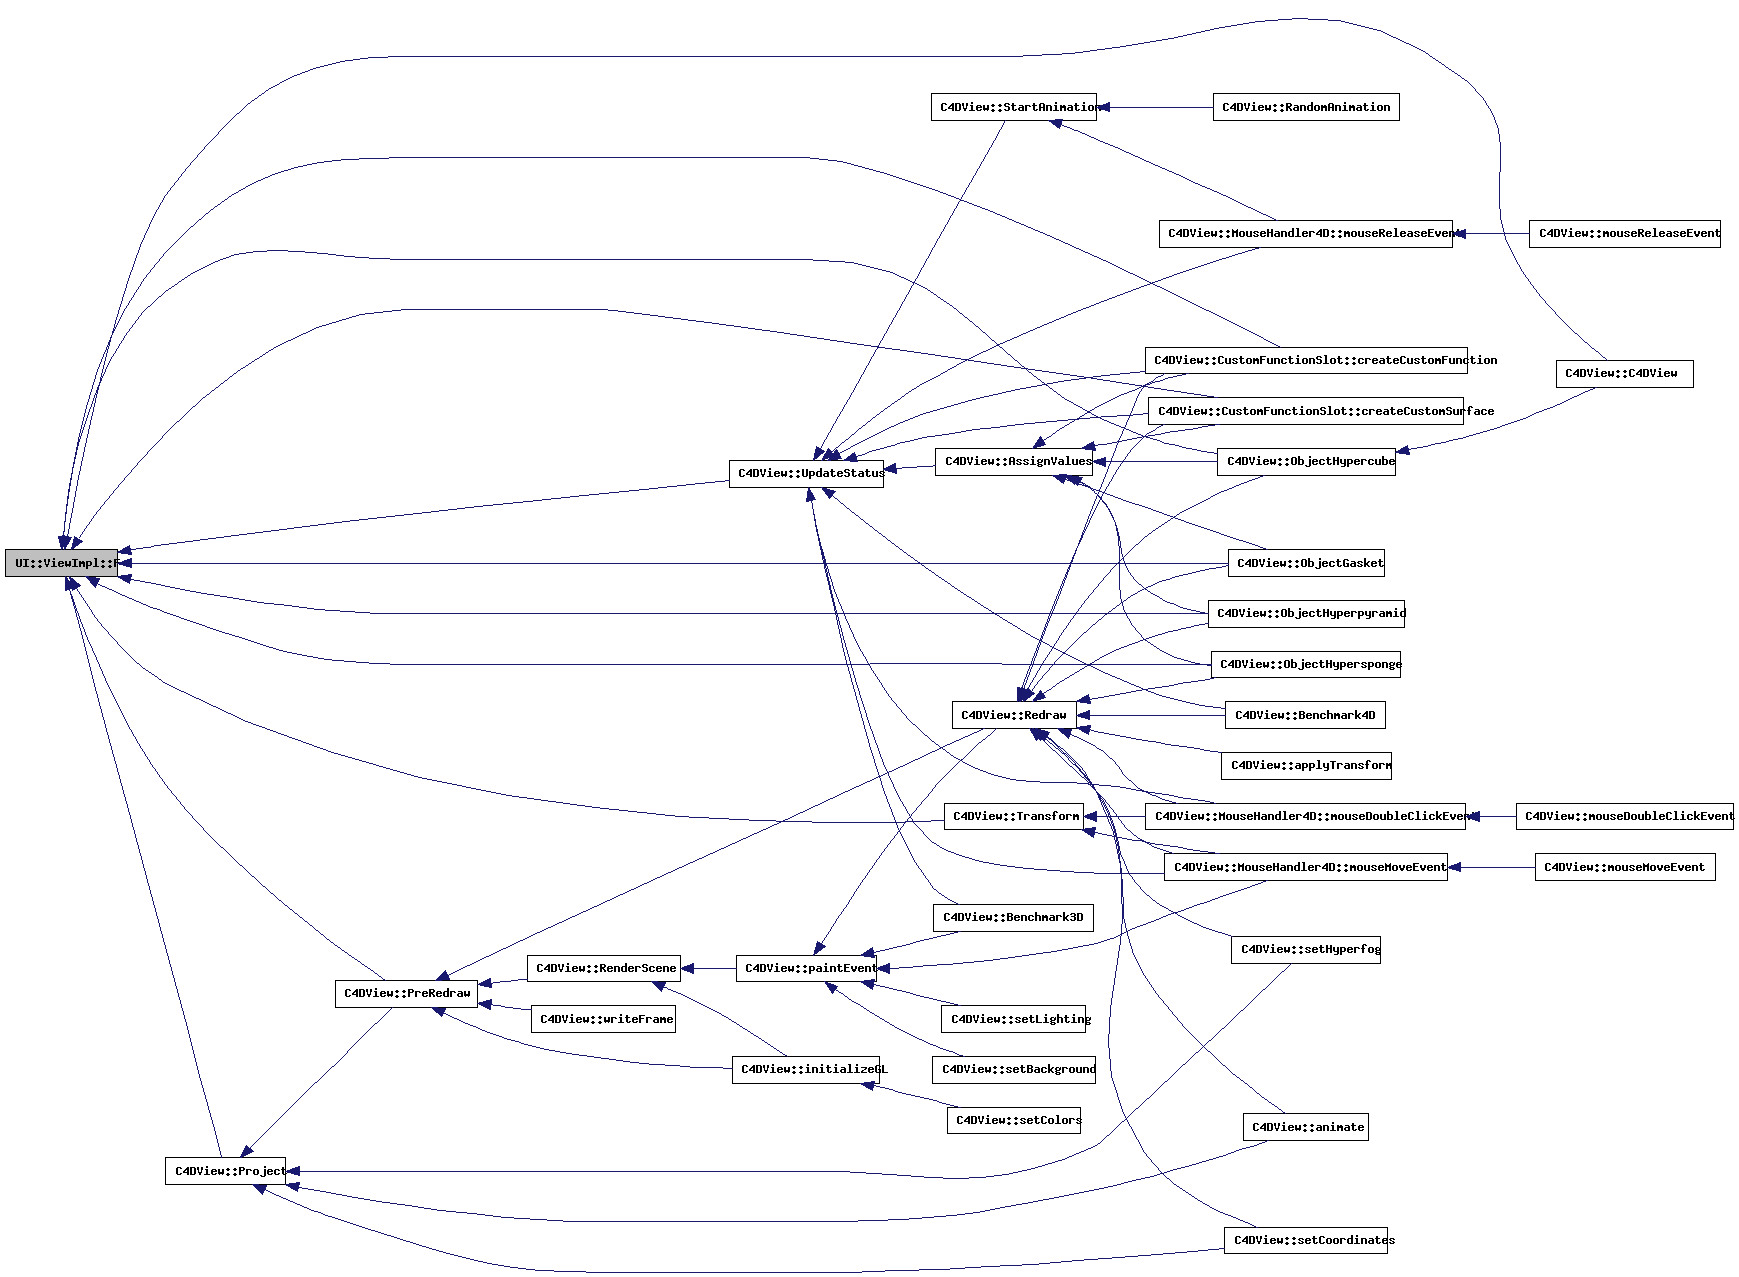 C4DView::StartAnimation
C4DView::RandomAnimation
C4DView::MouseHandler4D::mouseReleaseEvent
C4DView::mouseReleaseEvent
C4DView::CustomFunctionSlot::createCustomFunction
C4DView::C4DView
C4DView::CustomFunctionSlot::createCustomSurface
C4DView::AssignValues
C4DView::ObjectHypercube
C4DView::UpdateStatus
UI::ViewImpl::F
C4DView::ObjectGasket
C4DView::ObjectHyperpyramid
C4DView::ObjectHypersponge
C4DView::Redraw
C4DView::Benchmark4D
C4DView::applyTransform
C4DView::Transform
C4DView::MouseHandler4D::mouseDoubleClickEvent
C4DView::mouseDoubleClickEvent
C4DView::MouseHandler4D::mouseMoveEvent
C4DView::mouseMoveEvent
C4DView::Benchmark3D
C4DView::setHyperfog
C4DView::RenderScene
C4DView::paintEvent
C4DView::PreRedraw
C4DView::writeFrame
C4DView::setLighting
C4DView::initializeGL
C4DView::setBackground
C4DView::setColors
C4DView::animate
C4DView::Project
C4DView::setCoordinates